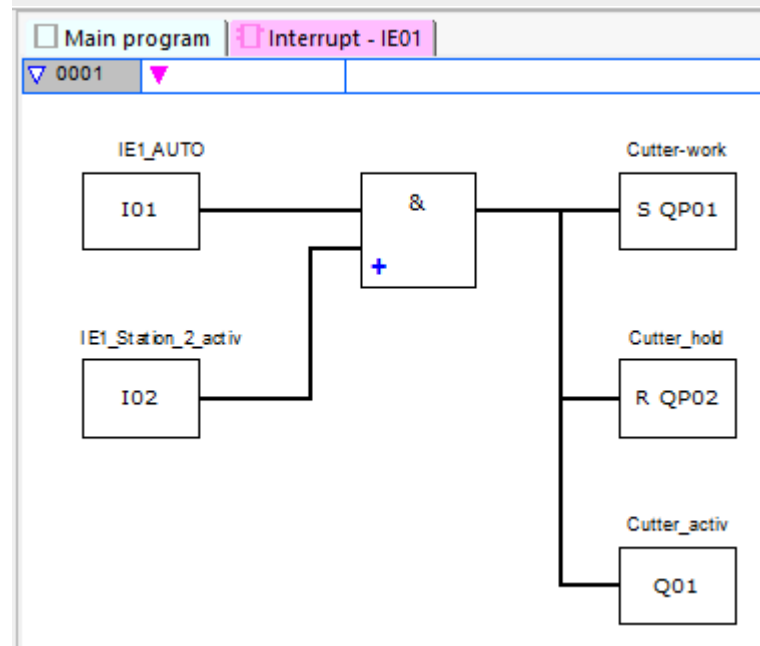 Main program
Interrupt - IE01
0001
IE1_AUTO
Cutter-work
I01
&
S QP01
+
IE1_Station_2_activ
Cutter_hold
I02
R QP02
Cutter_activ
Q01